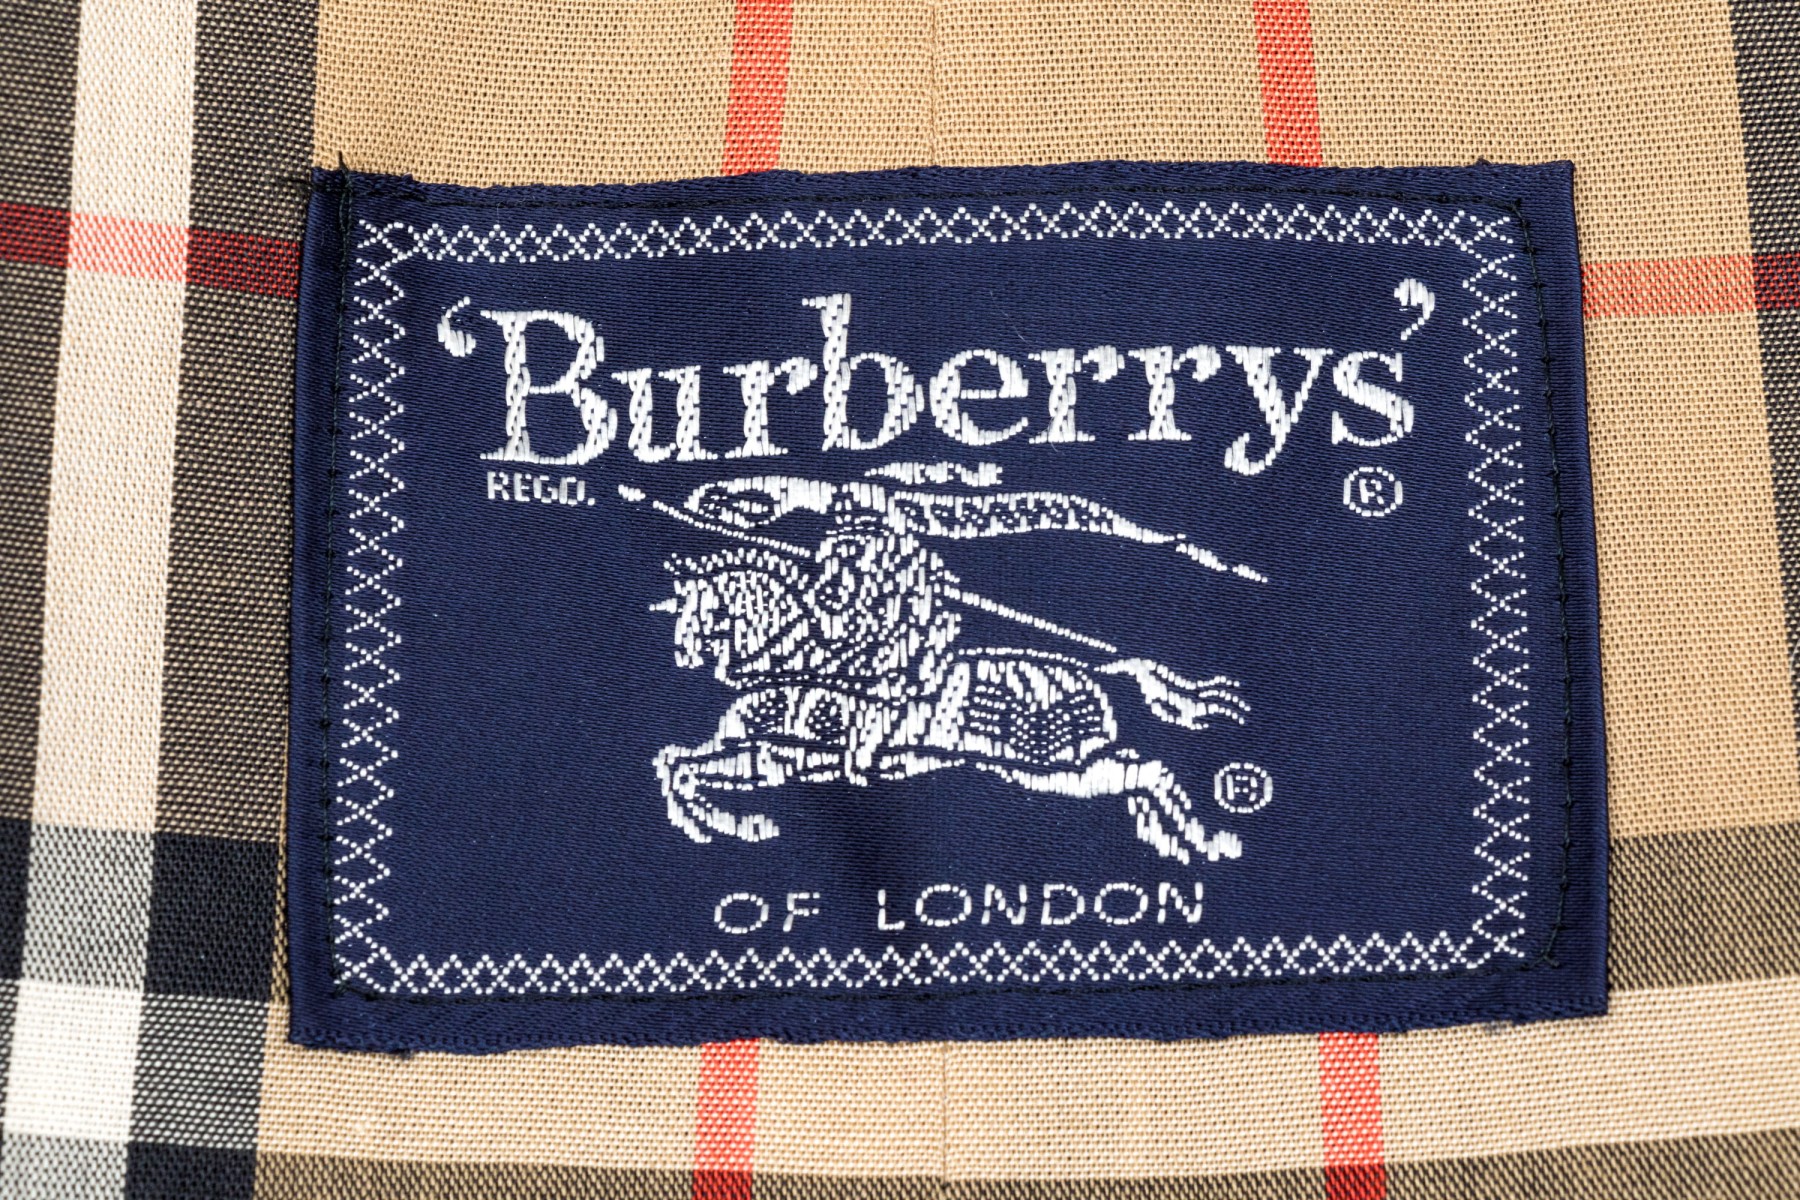 ‘Burberrys’
REGD. ®
®
OF LONDON